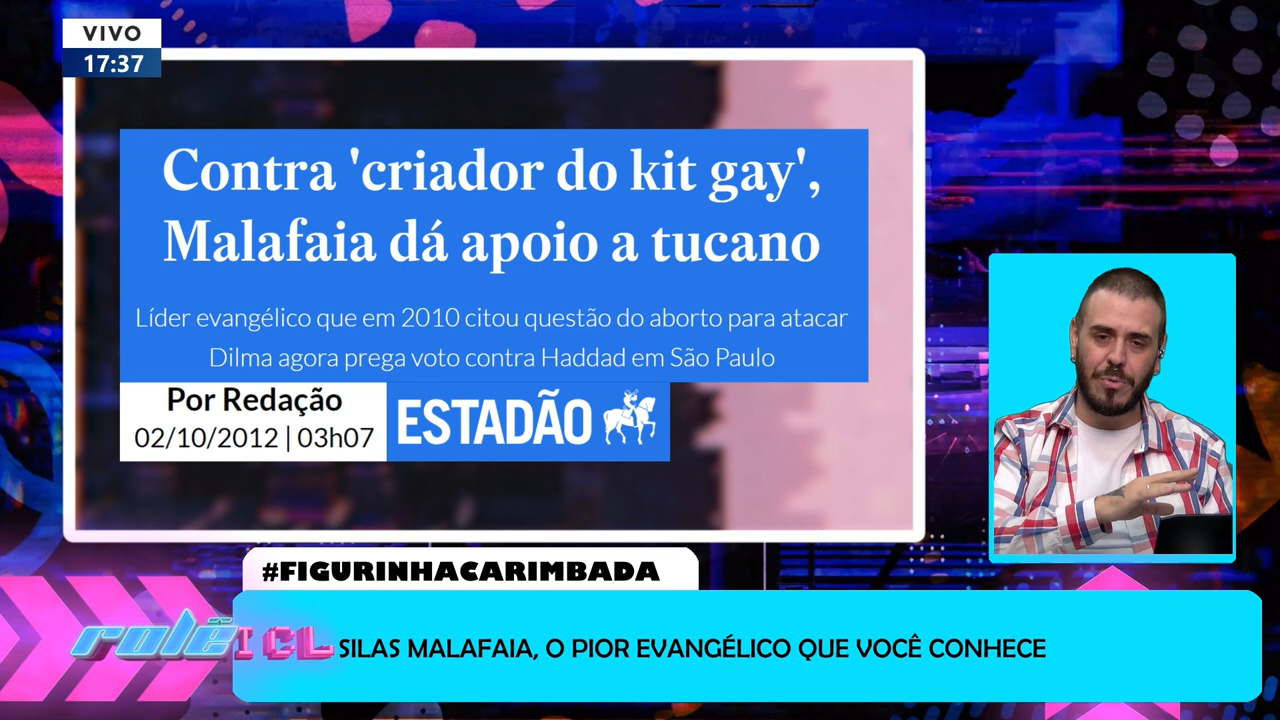 VIVO
17:37
Contra 'criador do kit gay',
Malafaia dá apoio a tucano
Líder evangélico que em 2010 citou questão do aborto para atacar
Dilma agora prega voto contra Haddad em São Paulo
Por Redação
02/10/2012 | 03h07
ESTADÃO
#FIGURINHACARIMBADA
rolê ICL
SILAS MALAFAIA, O PIOR EVANGÉLICO QUE VOCÊ CONHECE